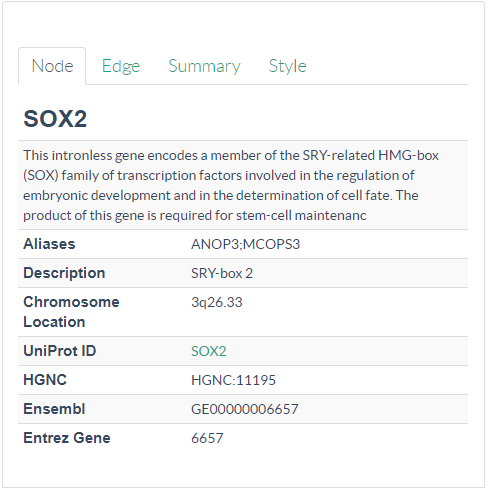 Node Edge Summary Style
SOX2
This intronless gene encodes a member of the SRY-related HMG-box
(SOX) family of transcription factors involved in the regulation of
embryonic development and in the determination of cell fate. The
product of this gene is required for stem-cell maintenanc
Aliases ANOP3;MCOPS3
Description SRY-box 2
Chromosome 3q26.33
Location
UniProt ID SOX2
HGNC HGNC:11195
Ensembl GE00000006657
Entrez Gene 6657